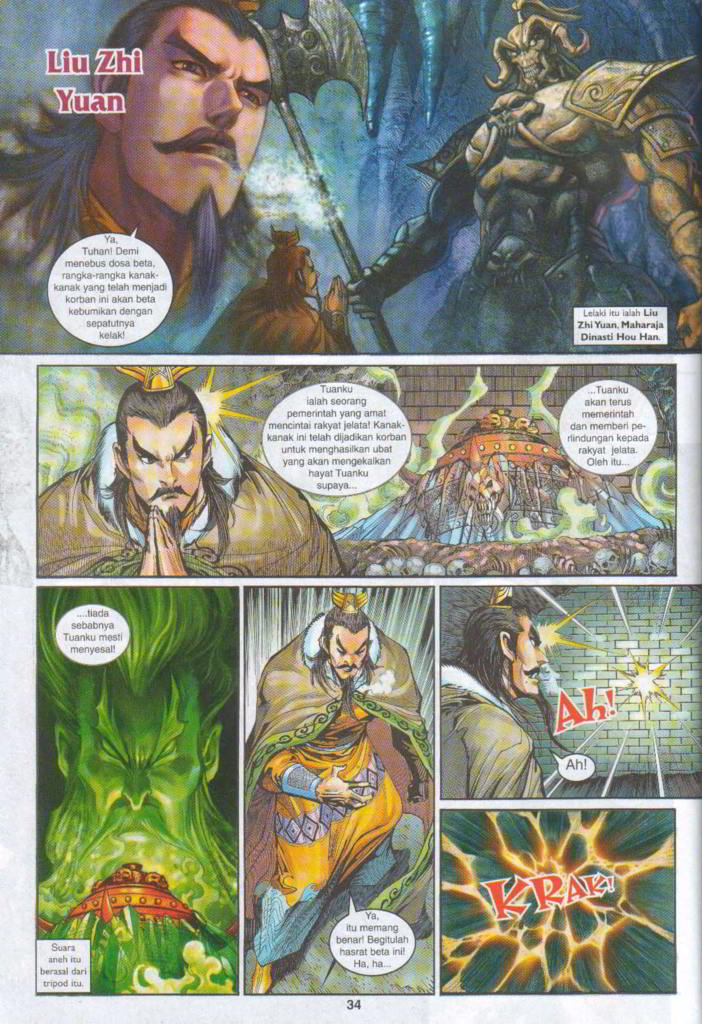 Liu Zhi
Yuan
Ya,
Tuhan! Demi
menebus dosa beta,
rangka-rangka kanak-
kanak yang telah menjadi
korban ini akan beta
kebumikan dengan
sepatutnya
kelak!
Lelaki itu ialah Liu
Zhi Yuan, Maharaja
Dinasti Hou Han.
Tuanku
ialah seorang
pemerintah yang amat
mencintai rakyat jelata! Kanak-
kanak ini telah dijadikan korban
untuk menghasilkan ubat
yang akan mengekalkan
hayat Tuanku
supaya...
...Tuanku
akan terus
memerintah
dan memberi pe-
rlindungan kepada
rakyat jelata.
Oleh itu...
....tiada
sebabnya
Tuanku mesti
menyesal!
Suara
aneh itu
berasal dari
tripod itu.
Ya,
itu memang
benar! Begitulah
hasrat beta ini!
Ha, ha...
Ah!
Ah!
KRAK!
34